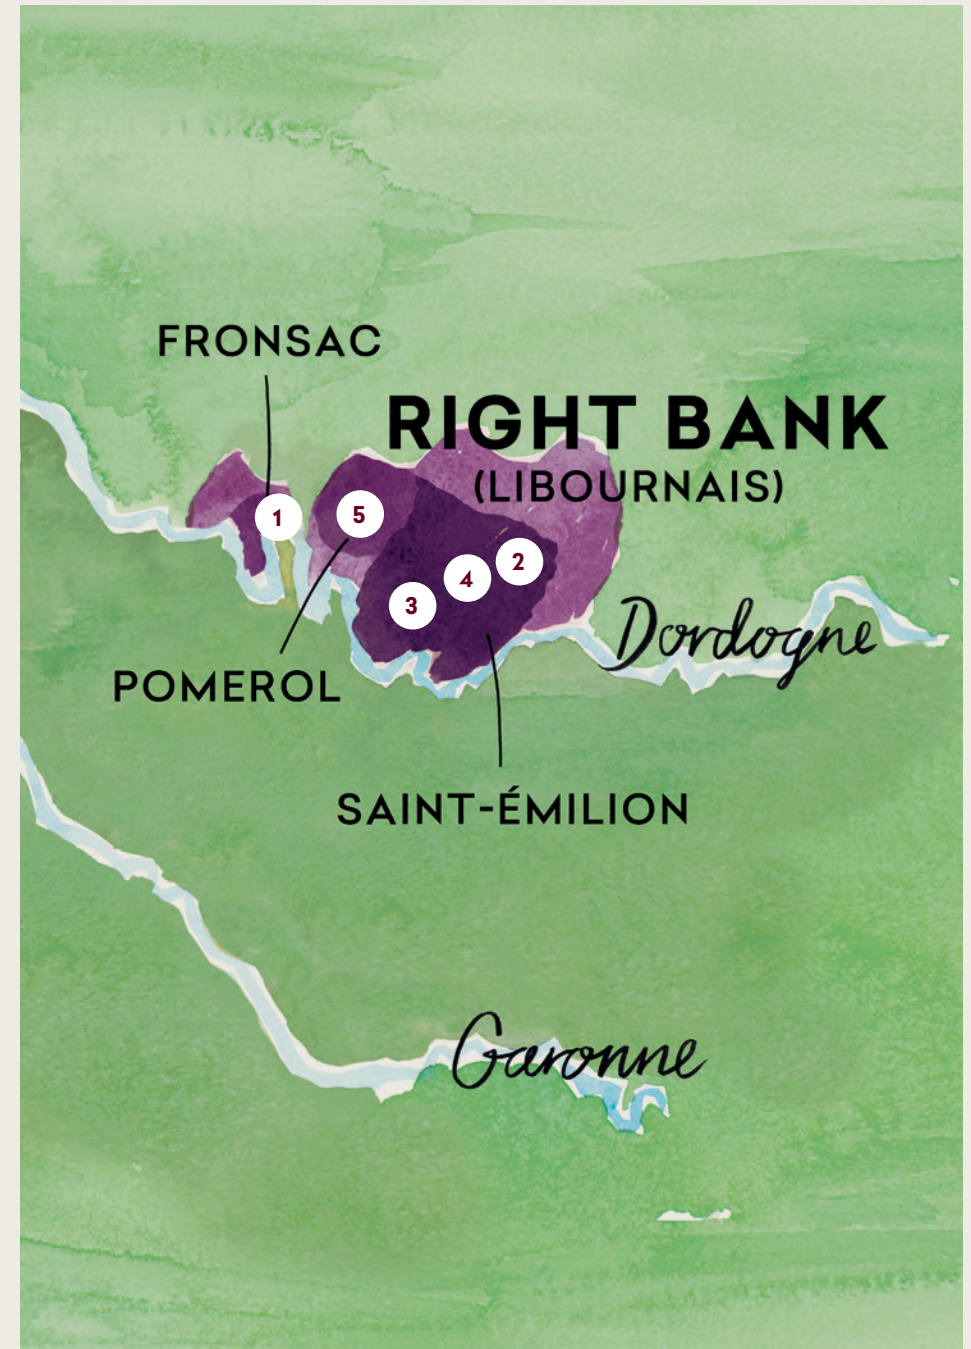 FRONSAC
RIGHT BANK
(LIBOURNAIS)
1
5
2
4
3
Dordogne
POMEROL
SAINT-ÉMILION
Garonne